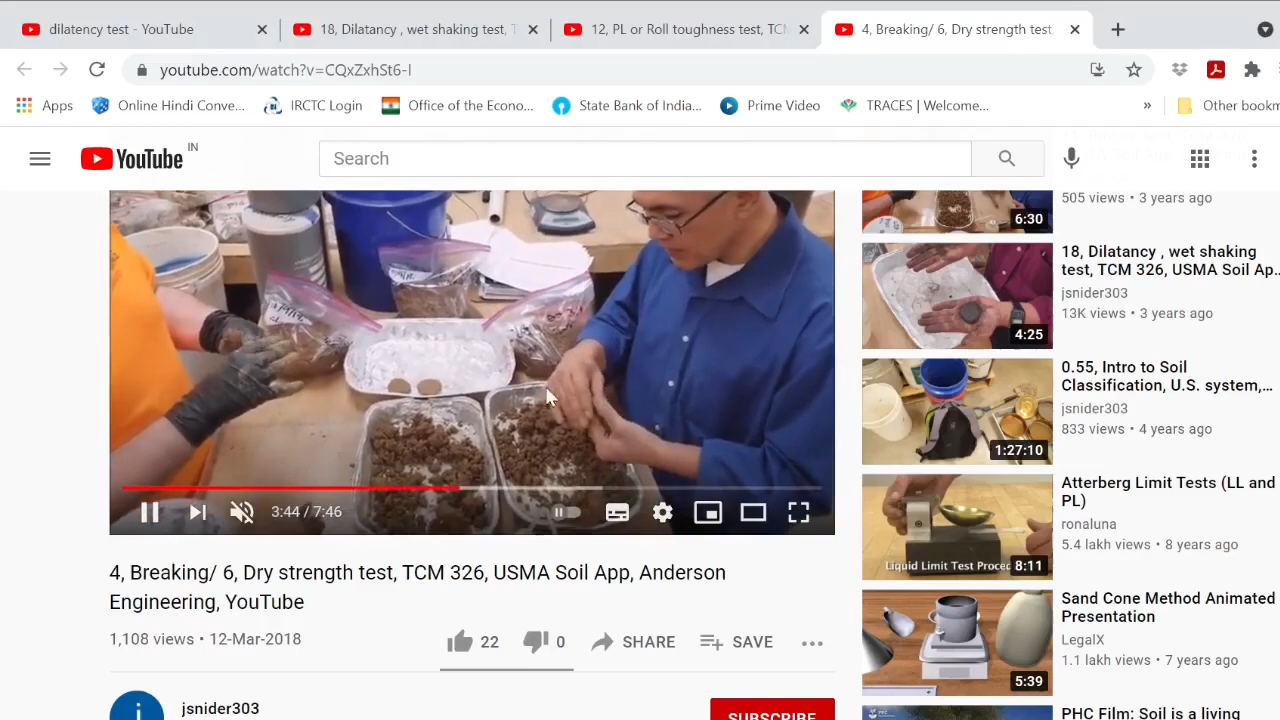 dilatency test - YouTube
18, Dilatancy , wet shaking test, T
12, PL or Roll toughness test, TCM
4, Breaking/ 6, Dry strength test,
youtube.com/watch?v=CQxZxhSt6-I
Apps
Online Hindi Conve...
IRCTC Login
Office of the Econo...
State Bank of India...
Prime Video
TRACES | Welcome...
»
Other bookm
YouTube IN
Search
505 views • 3 years ago
6:30
18, Dilatancy , wet shaking
test, TCM 326, USMA Soil Ap...
jsnider303
13K views • 3 years ago
4:25
0.55, Intro to Soil
Classification, U.S. system,...
jsnider303
833 views • 4 years ago
1:27:10
Atterberg Limit Tests (LL and
PL)
ronaluna
5.4 lakh views • 8 years ago
Liquid Limit Test Proced
8:11
Sand Cone Method Animated
Presentation
LegalX
1.1 lakh views • 7 years ago
5:39
PHC Film: Soil is a living
3:44 / 7:46
4, Breaking/ 6, Dry strength test, TCM 326, USMA Soil App, Anderson
Engineering, YouTube
1,108 views • 12-Mar-2018
22
0
SHARE
SAVE
jsnider303
SUBSCRIBE